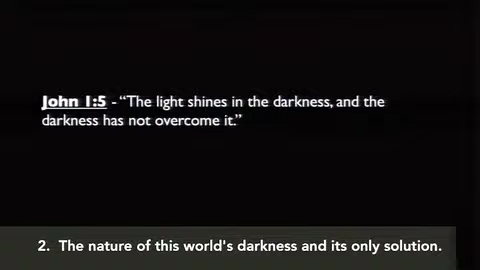 John 1:5 - “The light shines in the darkness, and the
darkness has not overcome it.”
2. The nature of this world's darkness and its only solution.